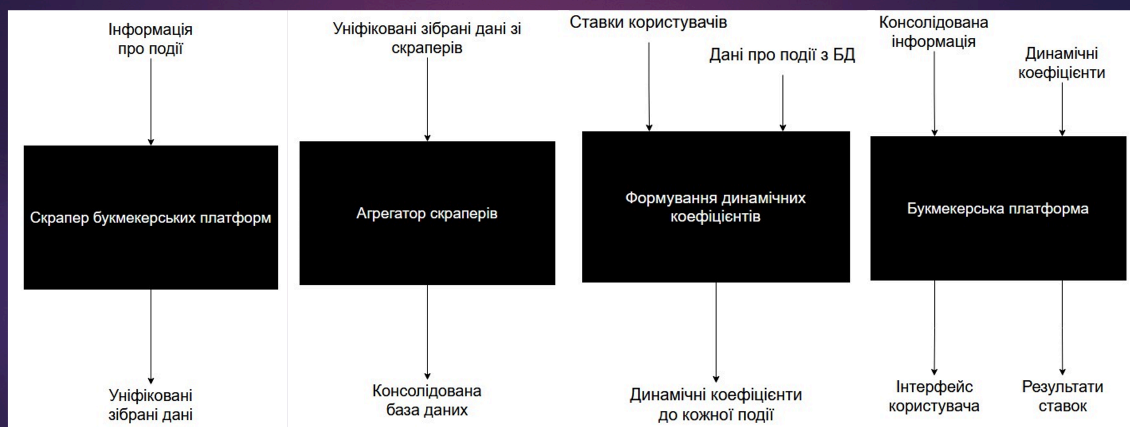 Інформація
про події
Скрапер букмекерських платформ
Уніфіковані
зібрані дані
Уніфіковані зібрані дані зі
скраперів
Агрегатор скраперів
Консолідована
база даних
Ставки користувачів
Дані про події з БД
Формування динамічних
коефіцієнтів
Динамічні коефіцієнти
до кожної події
Консолідована
інформація
Динамічні
коефіцієнти
Букмекерська платформа
Інтерфейс
користувача
Результати
ставок